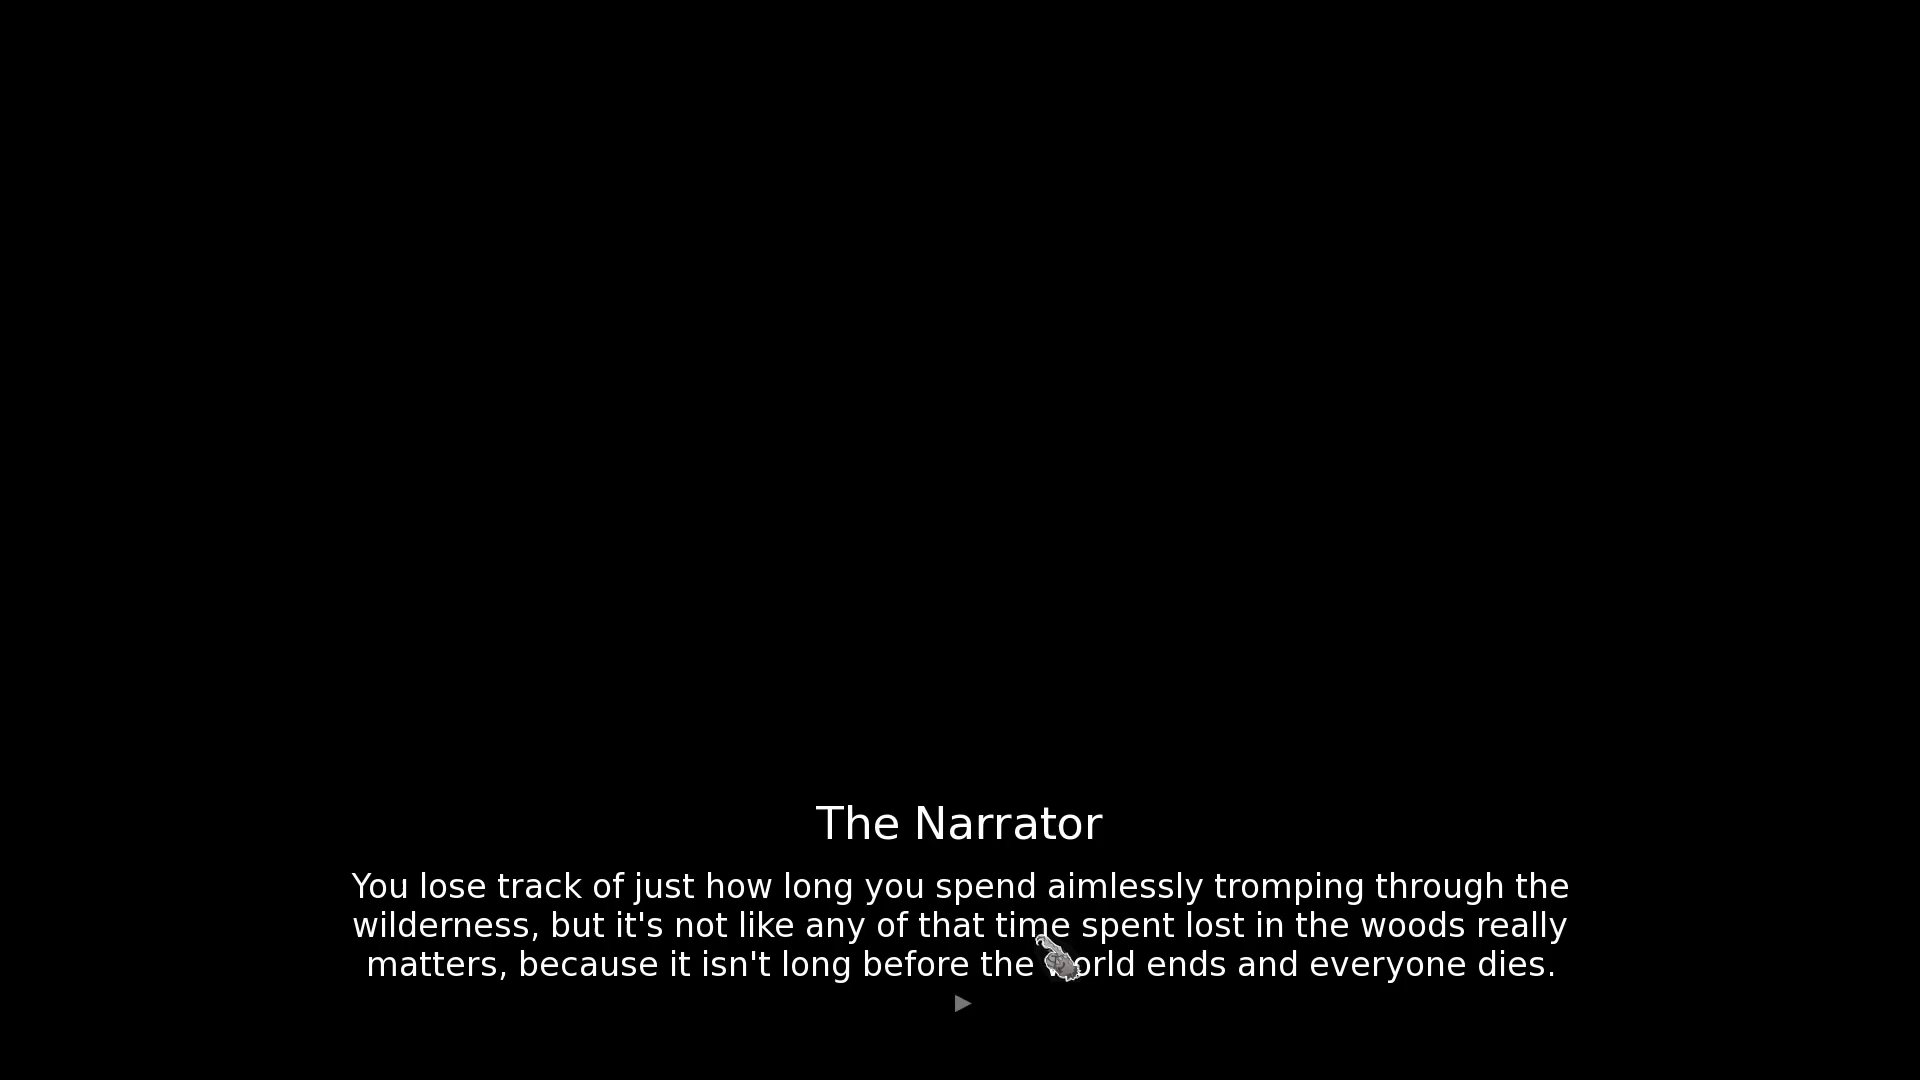 The Narrator
You lose track of just how long you spend aimlessly tromping through the
wilderness, but it's not like any of that time spent lost in the woods really
matters, because it isn't long before the world ends and everyone dies.